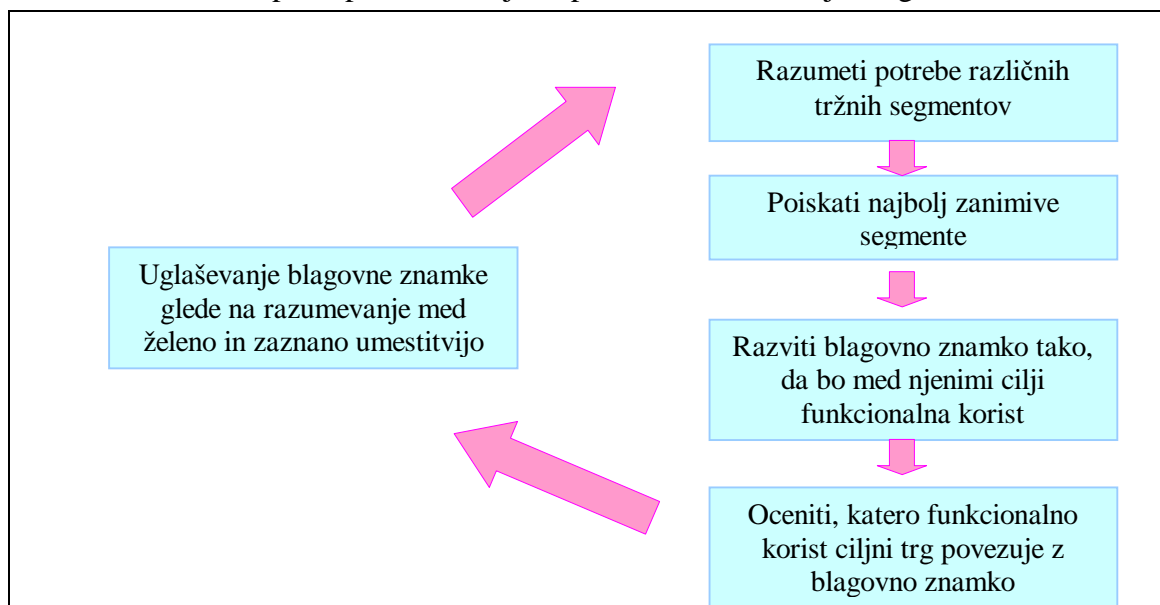 Razumeti potrebe različnih
tržnih segmentov
Poiskati najbolj zanimive
segmente
Razviti blagovno znamko tako,
da bo med njenimi cilji
funkcionalna korist
Oceniti, katero funkcionalno
korist ciljni trg povezuje z
blagovno znamko
Uglaševanje blagovne znamke
glede na razumevanje med
želeno in zaznano umestitvijo